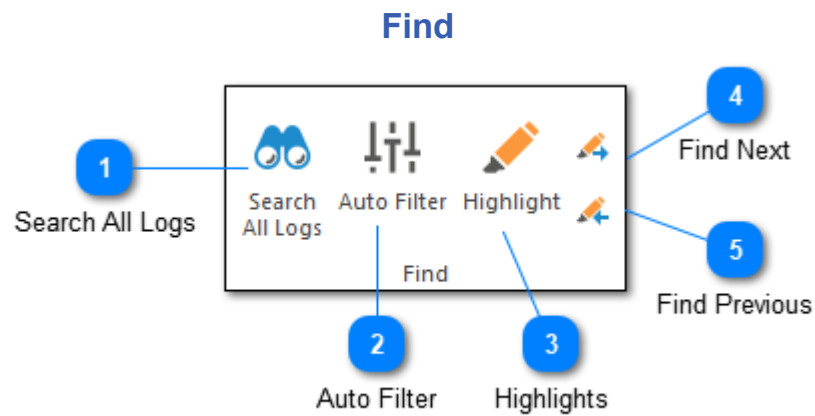 Find
1
Search All Logs
Search
All Logs
Auto Filter
Highlight
Find
4
Find Next
5
Find Previous
2
Auto Filter
3
Highlights